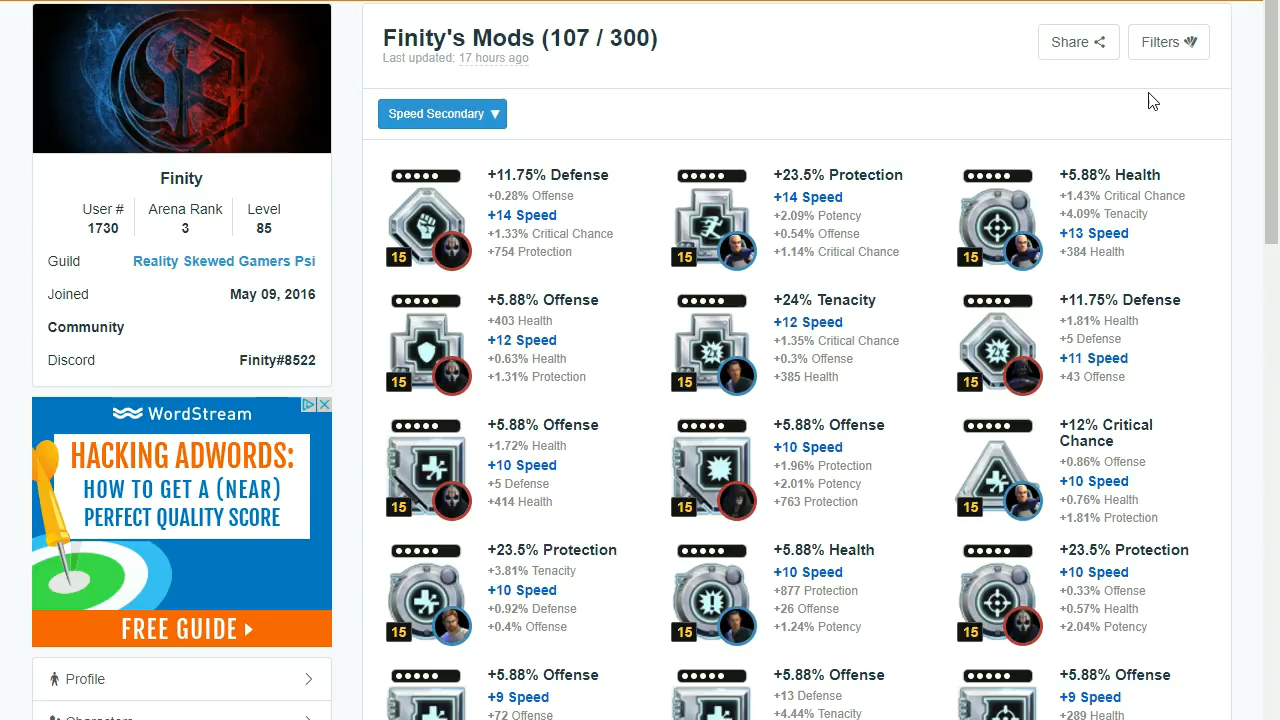 Finity
User #
Arena Rank
Level
1730
3
85
Guild
Reality Skewed Gamers Psi
Joined
May 09, 2016
Community
Discord
Finity#8522
WordStream
HACKING ADWORDS:
HOW TO GET A (NEAR)
PERFECT QUALITY SCORE
FREE GUIDE
Profile
Finity's Mods (107 / 300)
Last updated: 17 hours ago
Share
Filters
Speed Secondary ▼
+11.75% Defense
+0.28% Offense
+14 Speed
+1.33% Critical Chance
+754 Protection
15
+23.5% Protection
+14 Speed
+2.09% Potency
+0.54% Offense
+1.14% Critical Chance
15
+5.88% Health
+1.43% Critical Chance
+4.09% Tenacity
+13 Speed
+384 Health
15
+5.88% Offense
+403 Health
+12 Speed
+0.63% Health
+1.31% Protection
15
+24% Tenacity
+12 Speed
+1.35% Critical Chance
+0.3% Offense
+385 Health
2x
15
+11.75% Defense
+1.81% Health
+5 Defense
+11 Speed
+43 Offense
2x
15
+5.88% Offense
+1.72% Health
+10 Speed
+5 Defense
+414 Health
15
+5.88% Offense
+10 Speed
+1.96% Protection
+2.01% Potency
+763 Protection
15
+12% Critical
Chance
+0.86% Offense
+10 Speed
+0.76% Health
+1.81% Protection
15
+23.5% Protection
+3.81% Tenacity
+10 Speed
+0.92% Defense
+0.4% Offense
15
+5.88% Health
+10 Speed
+877 Protection
+26 Offense
+1.24% Potency
15
+23.5% Protection
+10 Speed
+0.33% Offense
+0.57% Health
+2.04% Potency
15
+5.88% Offense
+9 Speed
+72 Offense
+5.88% Offense
+13 Defense
+4.44% Tenacity
+5.88% Offense
+9 Speed
+289 Health